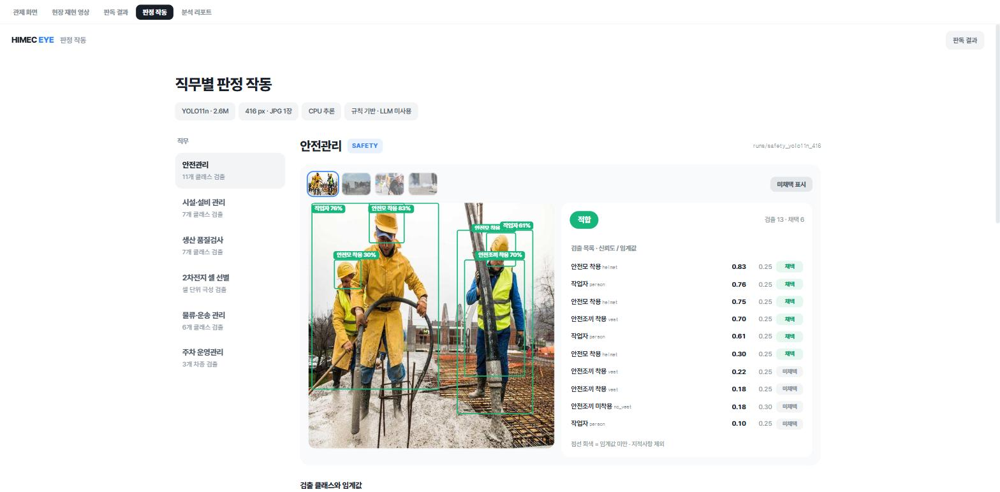 관제 화면 현장 재현 영상 판독 결과 판정 작동 분석 리포트
HIMEC EYE 판정 작동 판독 결과
직무별 판정 작동
YOLO11n · 2.6M 416 px · JPG 1장 CPU 추론 규칙 기반 · LLM 미사용
직무
안전관리
11개 클래스 검출
시설·설비 관리
7개 클래스 검출
생산 품질검사
7개 클래스 검출
2차전지 셀 선별
셀 단위 극성 검출
물류·운송 관리
6개 클래스 검출
주차 운영관리
3개 차종 검출
안전관리 SAFETY runs/safety_yolo11n_416
미채택 표시
작업자 76% 안전모 착용 83%
안전모 착용 작업자 61%
안전모 착용 30% 안전조끼 착용 70%
적합 검출 13 · 채택 6
검출 목록 · 신뢰도 / 임계값
안전모 착용 helmet 0.83 0.25 채택
작업자 person 0.76 0.25 채택
안전모 착용 helmet 0.75 0.25 채택
안전조끼 착용 vest 0.70 0.25 채택
작업자 person 0.61 0.25 채택
안전모 착용 helmet 0.30 0.25 채택
안전조끼 착용 vest 0.22 0.25 미채택
안전조끼 착용 vest 0.18 0.25 미채택
안전조끼 미착용 no_vest 0.18 0.30 미채택
작업자 person 0.10 0.25 미채택
점선 회색 = 임계값 미만 · 지적사항 제외
검출 클래스와 임계값